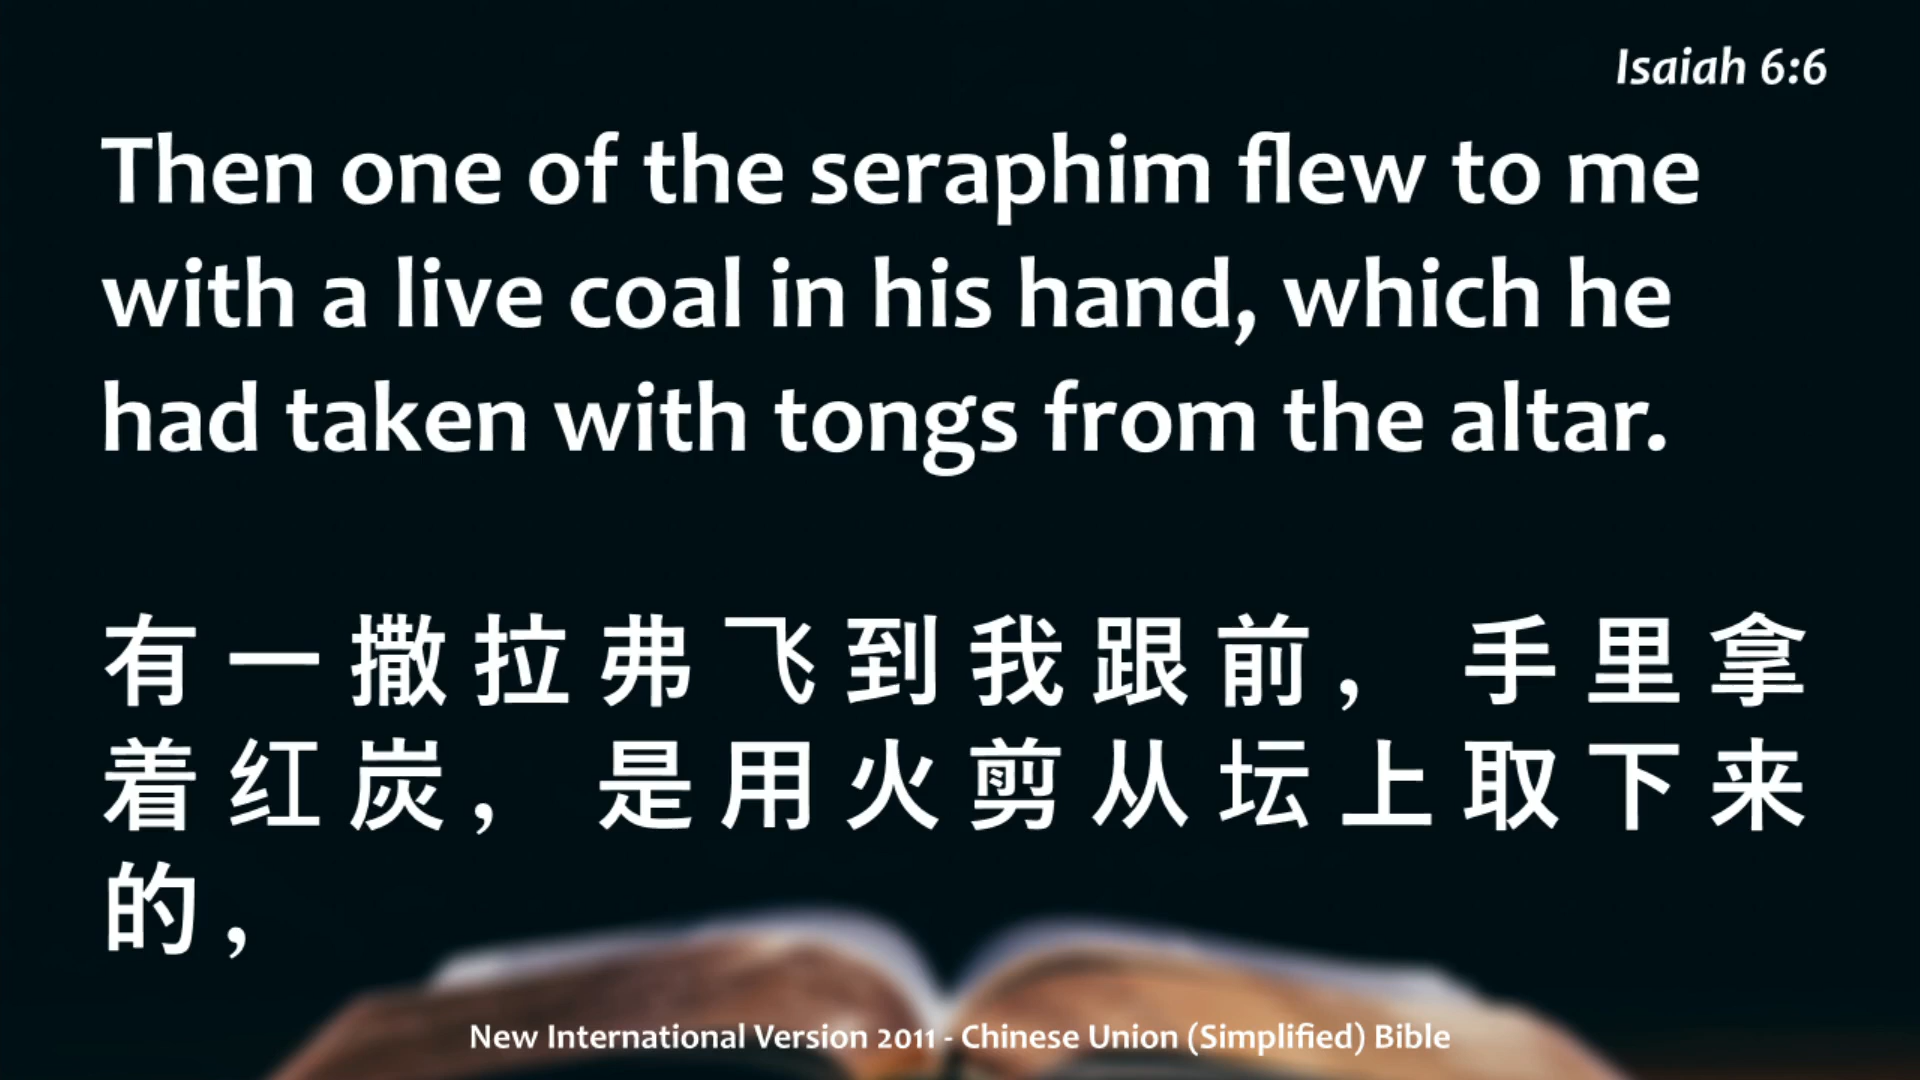 Isaiah 6:6
Then one of the seraphim flew to me
with a live coal in his hand, which he
had taken with tongs from the altar.
有 一 撒 拉 弗 飞 到 我 跟 前 ， 手 里 拿
着 红 炭 ， 是 用 火 剪 从 坛 上 取 下 来
的 ，
New International Version 2011 - Chinese Union (Simplified) Bible